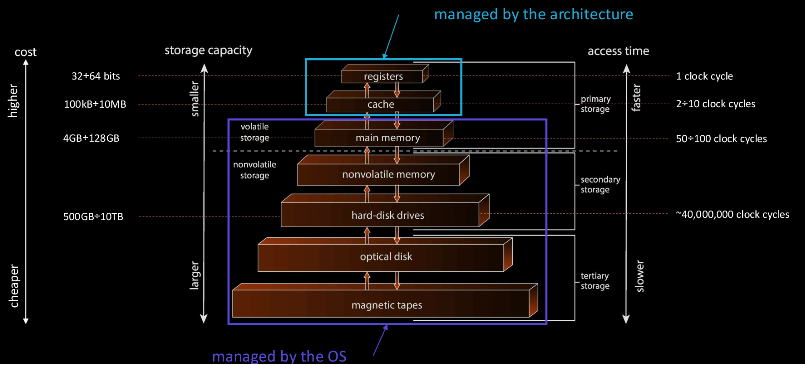 managed by the architecture
cost
storage capacity
access time
registers
32÷64 bits
1 clock cycle
higher
smaller
faster
cache
100kB÷10MB
primary
storage
2÷10 clock cycles
volatile
storage
main memory
4GB÷128GB
50÷100 clock cycles
nonvolatile
storage
nonvolatile memory
secondary
storage
hard-disk drives
500GB÷10TB
~40,000,000 clock cycles
optical disk
cheaper
larger
slower
tertiary
storage
magnetic tapes
managed by the OS